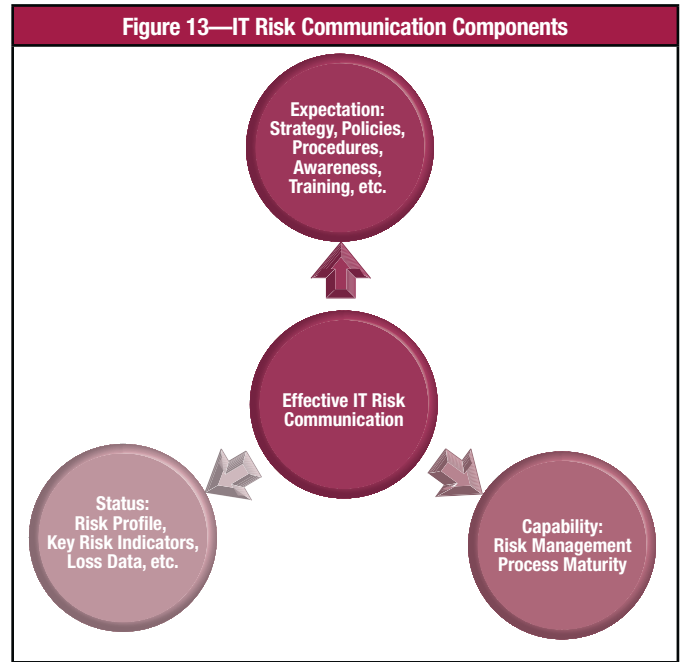 Figure 13—IT Risk Communication Components
Expectation:
Strategy, Policies,
Procedures,
Awareness,
Training, etc.
Effective IT Risk
Communication
Status:
Risk Profile,
Key Risk Indicators,
Loss Data, etc.
Capability:
Risk Management
Process Maturity